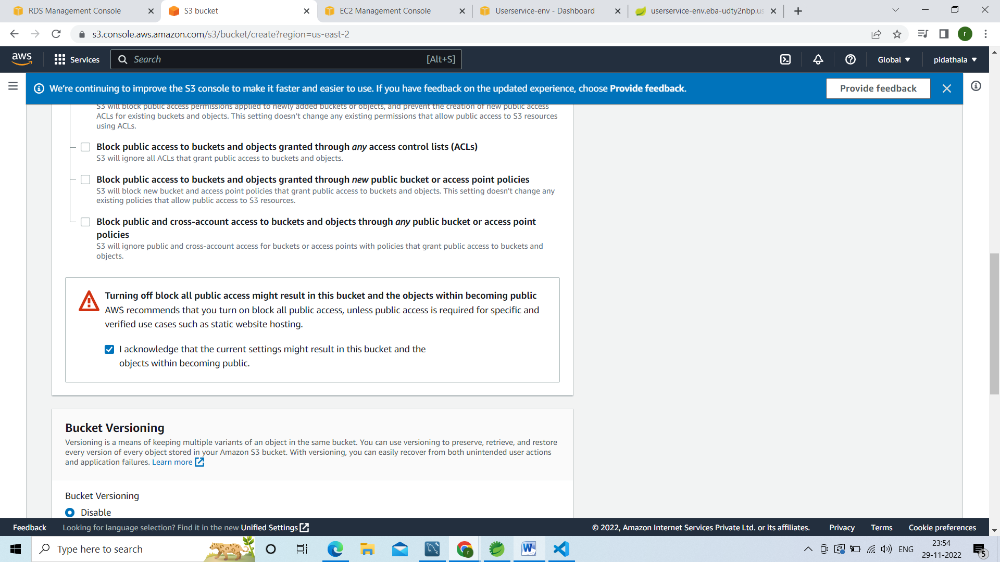 RDS Management Console
S3 bucket
EC2 Management Console
Userservice-env - Dashboard
userservice-env.eba-udty2nbp.us
s3.console.aws.amazon.com/s3/bucket/create?region=us-east-2
r
aws
Services
Search
[Alt+S]
Global
pidathala
We're continuing to improve the S3 console to make it faster and easier to use. If you have feedback on the updated experience, choose Provide feedback.
Provide feedback
S3 will block public access permissions applied to newly added buckets or objects, and prevent the creation of new public access
ACLs for existing buckets and objects. This setting doesn't change any existing permissions that allow public access to S3 resources
using ACLs.
Block public access to buckets and objects granted through any access control lists (ACLs)
S3 will ignore all ACLs that grant public access to buckets and objects.
Block public access to buckets and objects granted through new public bucket or access point policies
S3 will block new bucket and access point policies that grant public access to buckets and objects. This setting doesn't change any
existing policies that allow public access to S3 resources.
Block public and cross-account access to buckets and objects through any public bucket or access point
policies
S3 will ignore public and cross-account access for buckets or access points with policies that grant public access to buckets and
objects.
Turning off block all public access might result in this bucket and the objects within becoming public
AWS recommends that you turn on block all public access, unless public access is required for specific and
verified use cases such as static website hosting.
I acknowledge that the current settings might result in this bucket and the
objects within becoming public.
Bucket Versioning
Versioning is a means of keeping multiple variants of an object in the same bucket. You can use versioning to preserve, retrieve, and restore
every version of every object stored in your Amazon S3 bucket. With versioning, you can easily recover from both unintended user actions
and application failures. Learn more
Bucket Versioning
Disable
Feedback
Looking for language selection? Find it in the new Unified Settings
© 2022, Amazon Internet Services Private Ltd. or its affiliates.
Privacy
Terms
Cookie preferences
Type here to search
ENG
23:54
29-11-2022
5